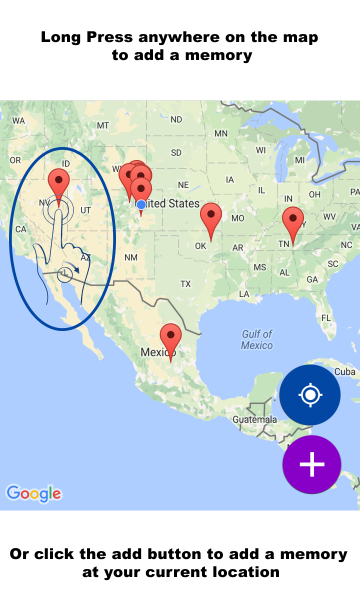 Long Press anywhere on the map
to add a memory
WA
MT
ND
MN
OR
ID
SD
WI
MI
NV
NE
IA
IL
IN
OH
PA
UT
United States
MO
WV
VA
CA
AZ
NM
OK
AR
TN
NC
MS
AL
SC
TX
GA
LA
FL
Gulf of
Mexico
Mexico
Cuba
Guatemala
Google
Or click the add button to add a memory
at your current location